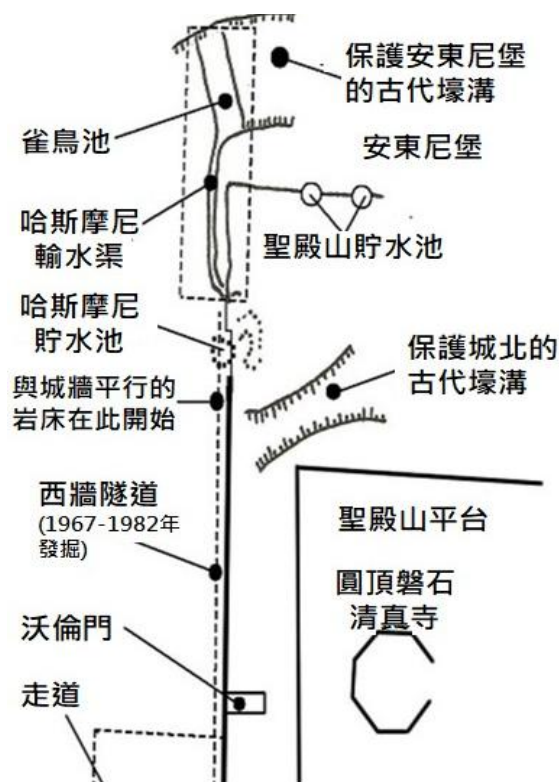 保護安東尼堡
的古代壕溝
雀鳥池
安東尼堡
哈斯摩尼
輸水渠
聖殿山貯水池
哈斯摩尼
貯水池
保護城北的
古代壕溝
與城牆平行的
岩床在此開始
西牆隧道
(1967-1982年
發掘)
聖殿山平台
圓頂磐石
清真寺
沃倫門
走道